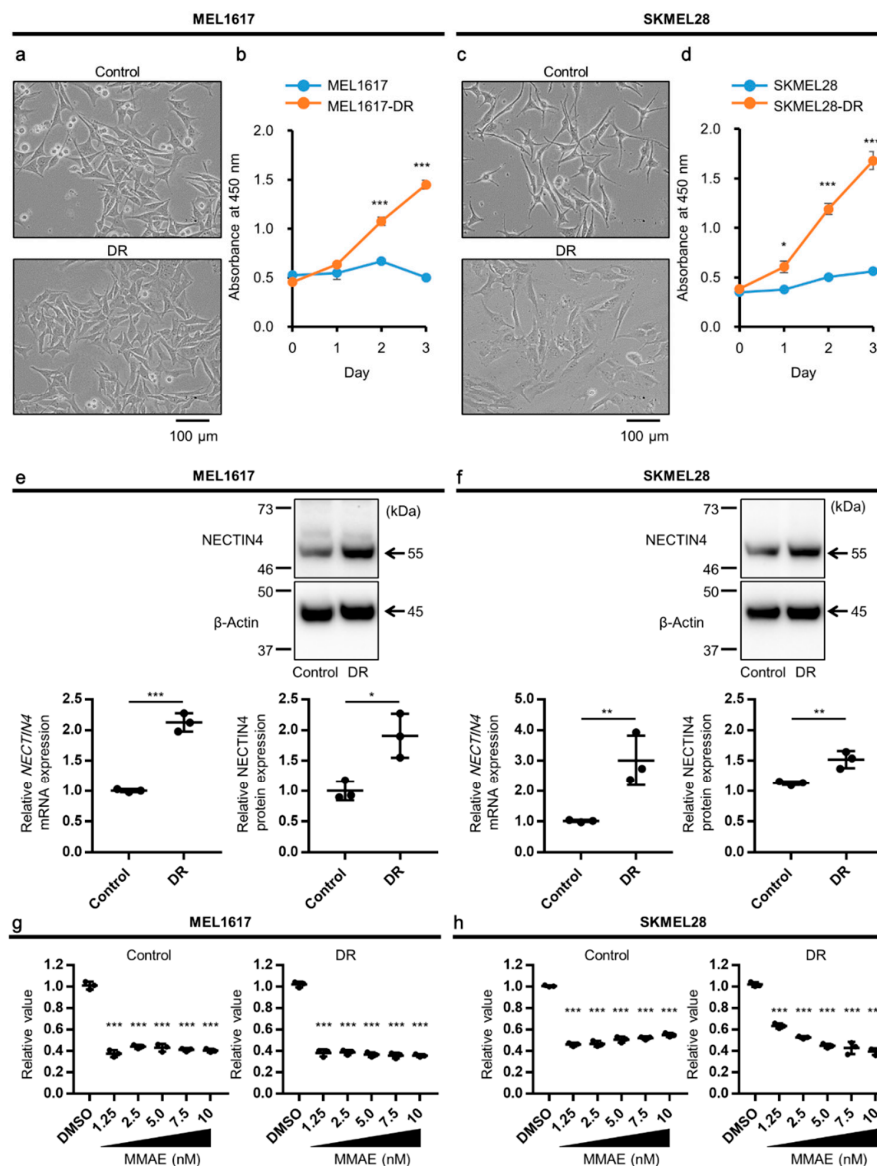 MEL1617
SKMEL28
a
Control
DR
100 µm
b
MEL1617
MEL1617-DR
Absorbance at 450 nm
2.0
1.5
1.0
0.5
0.0
***
***
0
1
2
3
Day
c
Control
DR
100 µm
d
SKMEL28
SKMEL28-DR
Absorbance at 450 nm
2.0
1.5
1.0
0.5
0.0
*
***
***
0
1
2
3
Day
e
MEL1617
73
(kDa)
NECTIN4
55
46
50
45
β-Actin
37
Control DR
Relative NECTIN4
mRNA expression
2.5
2.0
1.5
1.0
0.5
0.0
***
Control
DR
Relative NECTIN4
protein expression
2.5
2.0
1.5
1.0
0.5
0.0
*
Control
DR
f
SKMEL28
73
(kDa)
NECTIN4
55
46
50
45
β-Actin
37
Control DR
Relative NECTIN4
mRNA expression
5.0
4.0
3.0
2.0
1.0
0.0
**
Control
DR
Relative NECTIN4
protein expression
2.5
2.0
1.5
1.0
0.5
0.0
**
Control
DR
g
MEL1617
Control
Relative value
1.2
1.0
0.8
0.6
0.4
0.2
0.0
*** *** *** *** ***
DMSO
1.25
2.5
5.0
7.5
10
MMAE (nM)
DR
Relative value
1.2
1.0
0.8
0.6
0.4
0.2
0.0
*** *** *** *** ***
DMSO
1.25
2.5
5.0
7.5
10
MMAE (nM)
h
SKMEL28
Control
Relative value
1.2
1.0
0.8
0.6
0.4
0.2
0.0
*** *** *** *** ***
DMSO
1.25
2.5
5.0
7.5
10
MMAE (nM)
DR
Relative value
1.2
1.0
0.8
0.6
0.4
0.2
0.0
*** *** *** ***
DMSO
1.25
2.5
5.0
7.5
10
MMAE (nM)